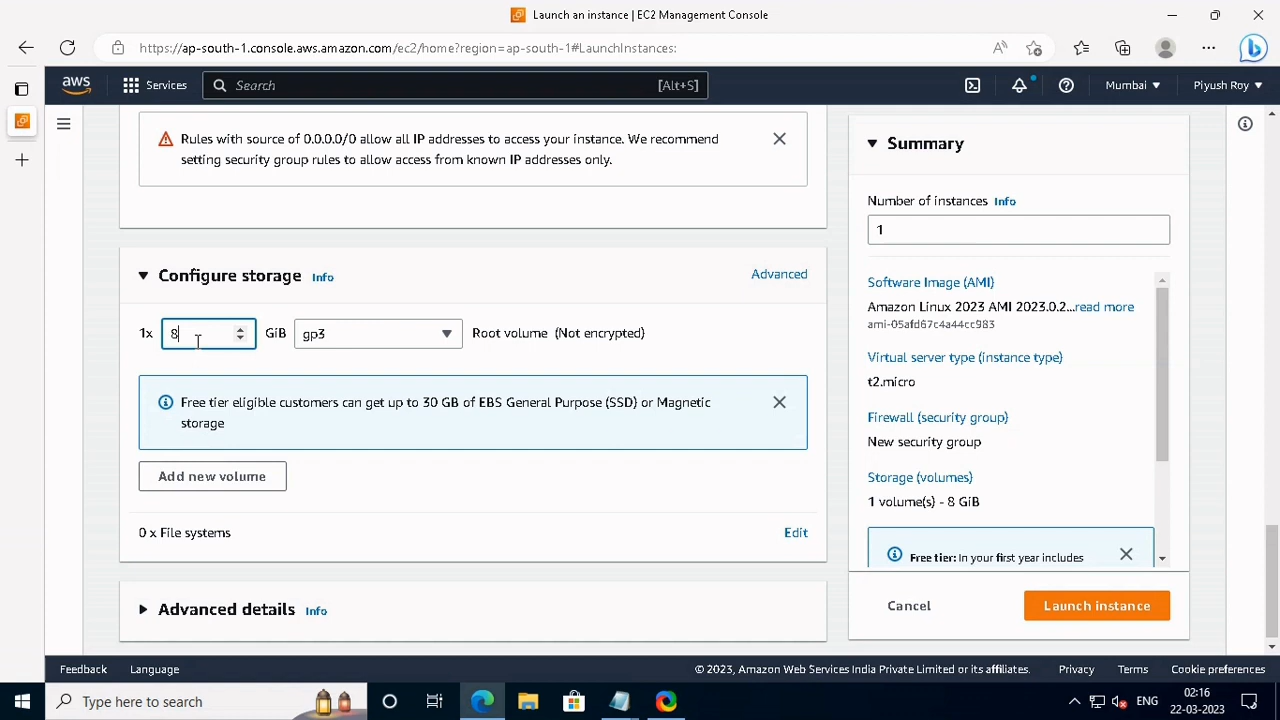 Launch an instance | EC2 Management Console
https://ap-south-1.console.aws.amazon.com/ec2/home?region=ap-south-1#LaunchInstances:
aws
Services
Search
[Alt+S]
Mumbai
Piyush Roy
Rules with source of 0.0.0.0/0 allow all IP addresses to access your instance. We recommend
setting security group rules to allow access from known IP addresses only.
Configure storage Info
Advanced
1x 8 GiB gp3 Root volume (Not encrypted)
Free tier eligible customers can get up to 30 GB of EBS General Purpose (SSD) or Magnetic
storage
Add new volume
0 x File systems
Edit
Advanced details Info
Summary
Number of instances Info
1
Software Image (AMI)
Amazon Linux 2023 AMI 2023.0.2...read more
ami-05afd67c4a44cc983
Virtual server type (instance type)
t2.micro
Firewall (security group)
New security group
Storage (volumes)
1 volume(s) - 8 GiB
Free tier: In your first year includes
Cancel
Launch instance
Feedback
Language
© 2023, Amazon Web Services India Private Limited or its affiliates.
Privacy
Terms
Cookie preferences
Type here to search
ENG
02:16
22-03-2023